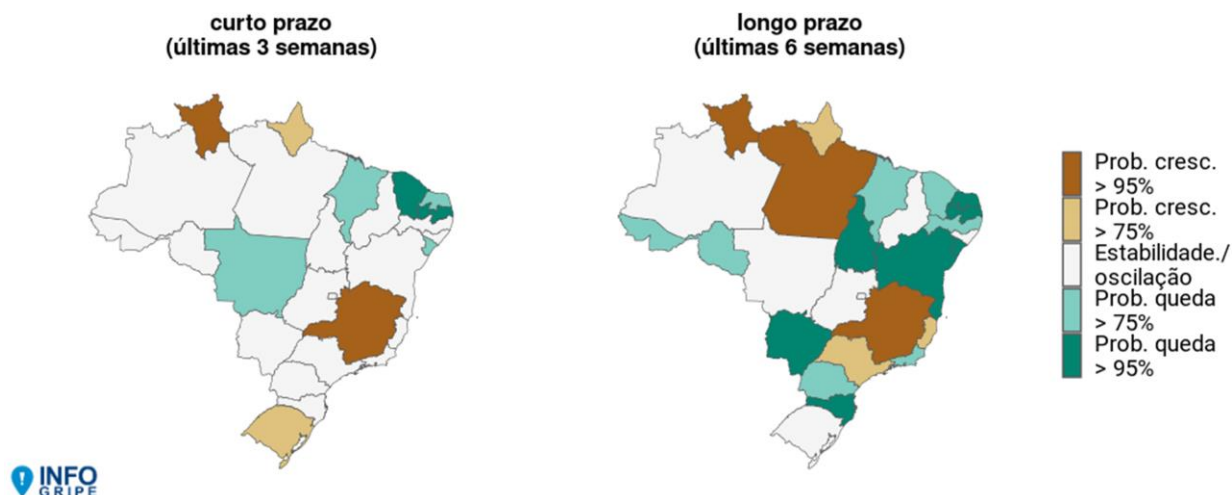 curto prazo
(últimas 3 semanas)
longo prazo
(últimas 6 semanas)
Prob. cresc.
> 95%
Prob. cresc.
> 75%
Estabilidade./
oscilação
Prob. queda
> 75%
Prob. queda
> 95%
INFO
GRIPE